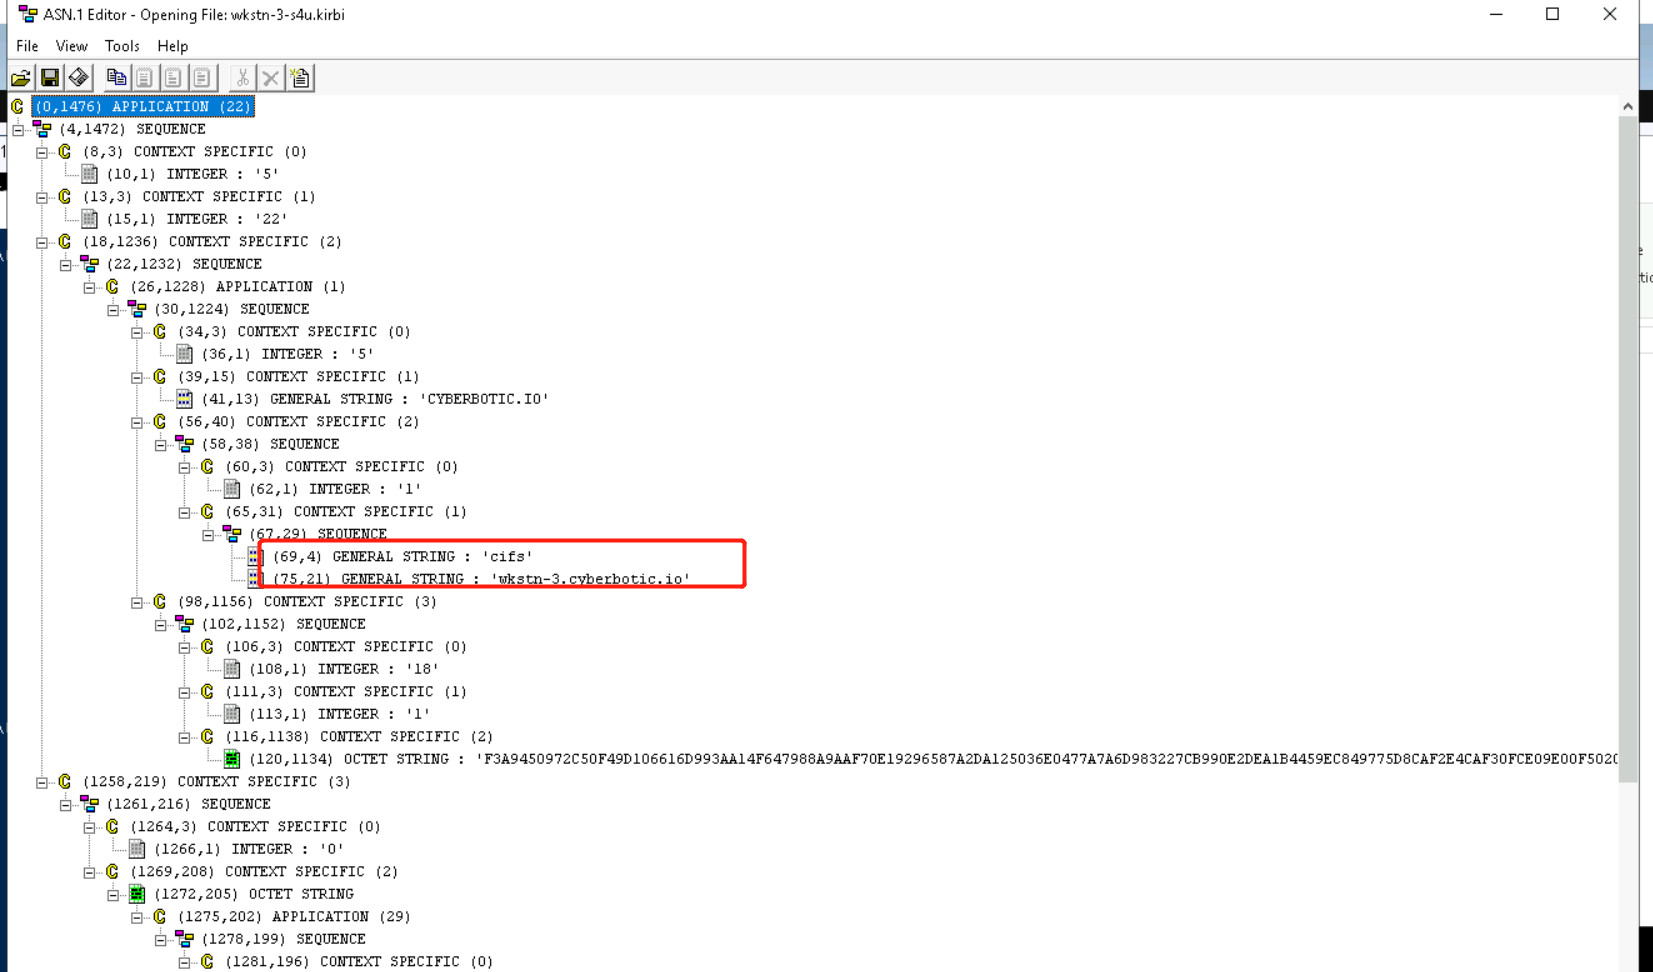 ASN.1 Editor - Opening File: wkstn-3-s4u.kirbi
File View Tools Help
(0,1476) APPLICATION (22)
(4,1472) SEQUENCE
(8,3) CONTEXT SPECIFIC (0)
(10,1) INTEGER : '5'
(13,3) CONTEXT SPECIFIC (1)
(15,1) INTEGER : '22'
(18,1236) CONTEXT SPECIFIC (2)
(22,1232) SEQUENCE
(26,1228) APPLICATION (1)
(30,1224) SEQUENCE
(34,3) CONTEXT SPECIFIC (0)
(36,1) INTEGER : '5'
(39,15) CONTEXT SPECIFIC (1)
(41,13) GENERAL STRING : 'CYBERBOTIC.IO'
(56,40) CONTEXT SPECIFIC (2)
(58,38) SEQUENCE
(60,3) CONTEXT SPECIFIC (0)
(62,1) INTEGER : '1'
(65,31) CONTEXT SPECIFIC (1)
(67,29) SEQUENCE
(69,4) GENERAL STRING : 'cifs'
(75,21) GENERAL STRING : 'wkstn-3.cyberbotic.io'
(98,1156) CONTEXT SPECIFIC (3)
(102,1152) SEQUENCE
(106,3) CONTEXT SPECIFIC (0)
(108,1) INTEGER : '18'
(111,3) CONTEXT SPECIFIC (1)
(113,1) INTEGER : '1'
(116,1138) CONTEXT SPECIFIC (2)
(120,1134) OCTET STRING : 'F3A9450972C50F49D106616D993AA14F647988A9AAF70E19296587A2DA125036E0477A7A6D983227CB990E2DEA1B4459EC849775D8CAF2E4CAF30FCE09E00F502
(1258,219) CONTEXT SPECIFIC (3)
(1261,216) SEQUENCE
(1264,3) CONTEXT SPECIFIC (0)
(1266,1) INTEGER : '0'
(1269,208) CONTEXT SPECIFIC (2)
(1272,205) OCTET STRING
(1275,202) APPLICATION (29)
(1278,199) SEQUENCE
(1281,196) CONTEXT SPECIFIC (0)